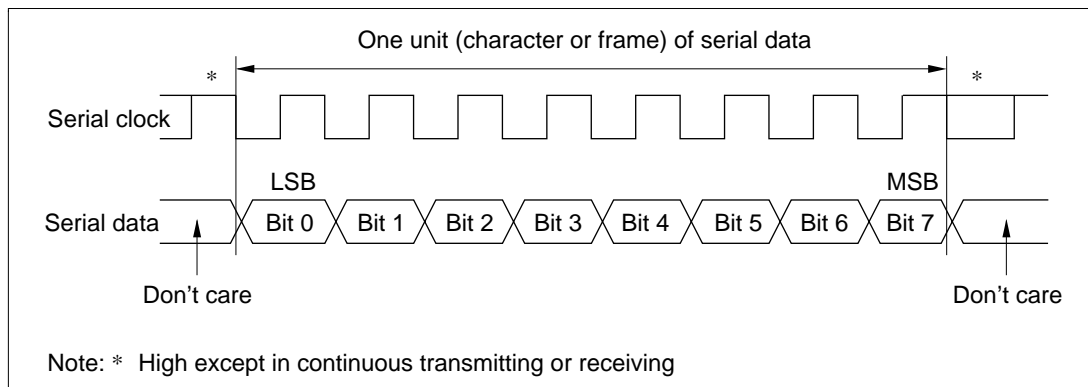 One unit (character or frame) of serial data
* *
Serial clock
LSB MSB
Serial data Bit 0 Bit 1 Bit 2 Bit 3 Bit 4 Bit 5 Bit 6 Bit 7
Don’t care Don’t care
Note: * High except in continuous transmitting or receiving